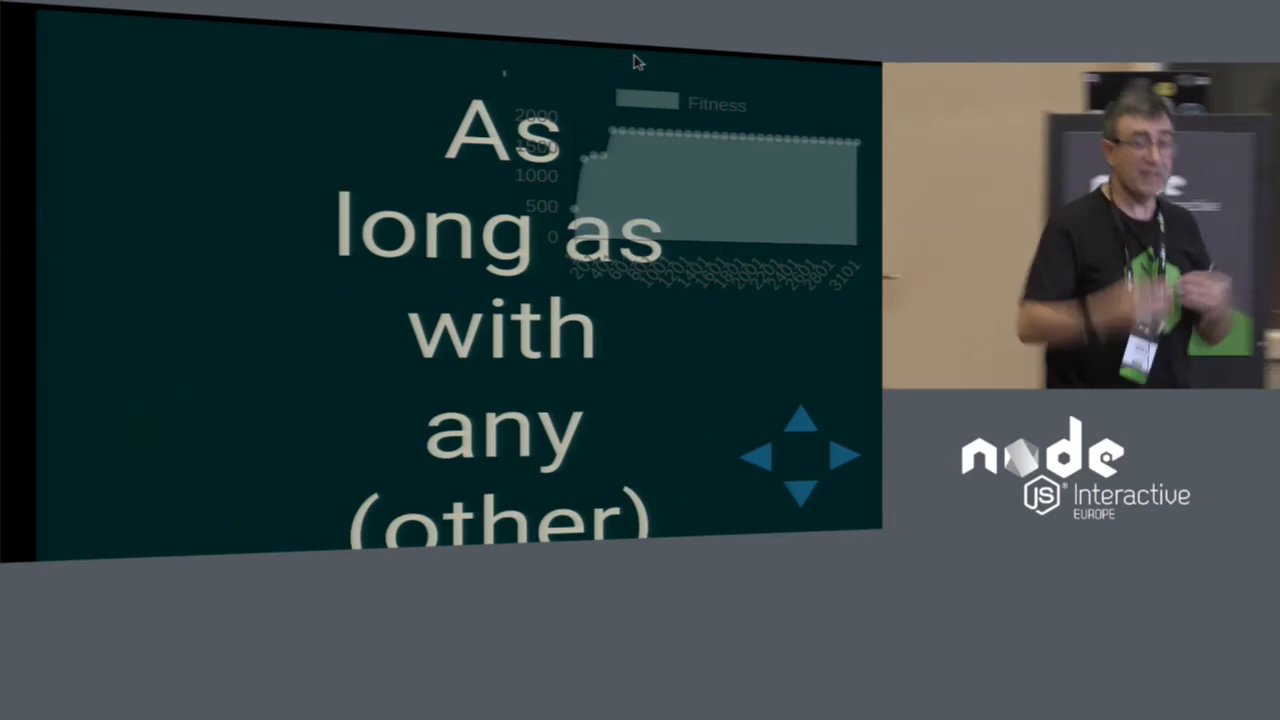 As
long as
with
any
(other)
Fitness
2000
1500
1000
500
0
3101
node
JS Interactive
EUROPE